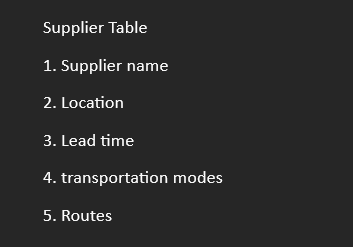 Supplier Table
1. Supplier name
2. Location
3. Lead time
4. transportation modes
5. Routes